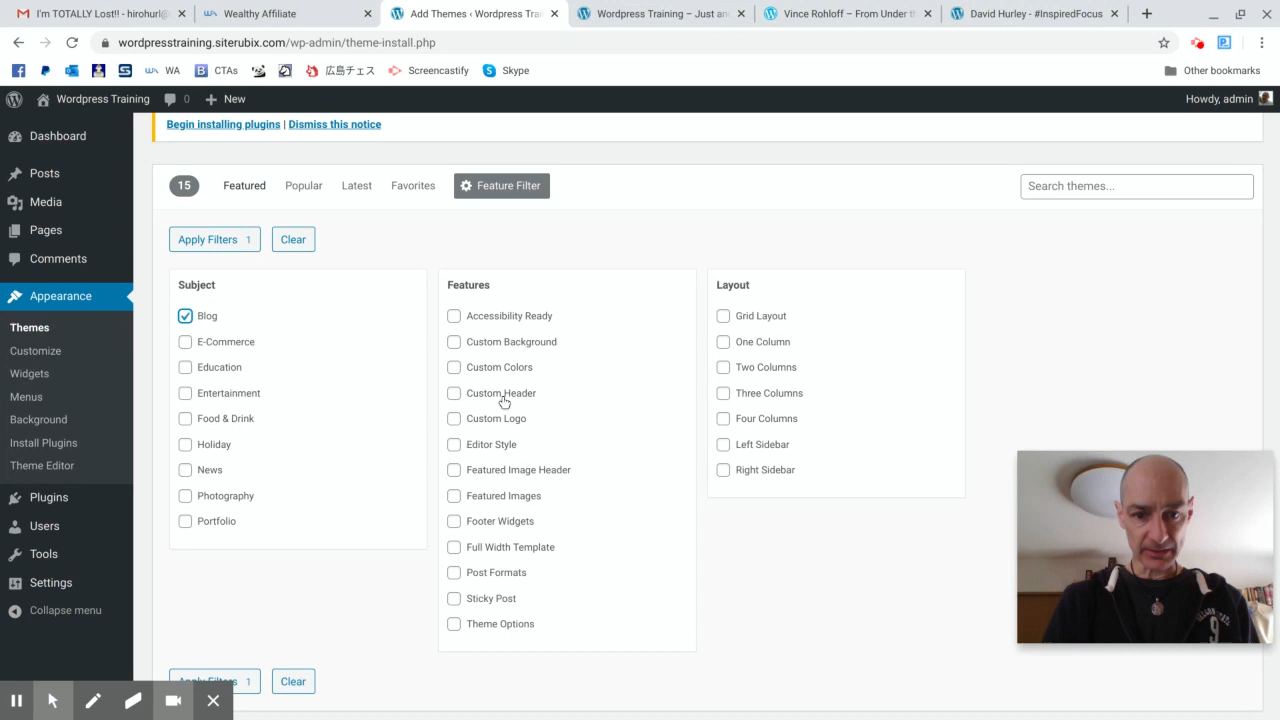 I'm TOTALLY Lost!! - hirohurl@
Wealthy Affiliate
Add Themes ‹ Wordpress Train
Wordpress Training – Just an
Vince Rohloff – From Under th
David Hurley - #InspiredFocus
wordpresstraining.siterubix.com/wp-admin/theme-install.php
WA
CTAs
広島チェス
Screencastify
Skype
Other bookmarks
Wordpress Training
0
New
Howdy, admin
Dashboard
Posts
Media
Pages
Comments
Appearance
Themes
Customize
Widgets
Menus
Background
Install Plugins
Theme Editor
Plugins
Users
Tools
Settings
Collapse menu
Begin installing plugins | Dismiss this notice
15 Featured Popular Latest Favorites Feature Filter
Search themes...
Apply Filters 1 Clear
Subject
Blog
E-Commerce
Education
Entertainment
Food & Drink
Holiday
News
Photography
Portfolio
Features
Accessibility Ready
Custom Background
Custom Colors
Custom Header
Custom Logo
Editor Style
Featured Image Header
Featured Images
Footer Widgets
Full Width Template
Post Formats
Sticky Post
Theme Options
Layout
Grid Layout
One Column
Two Columns
Three Columns
Four Columns
Left Sidebar
Right Sidebar
Apply Filters 1 Clear
9